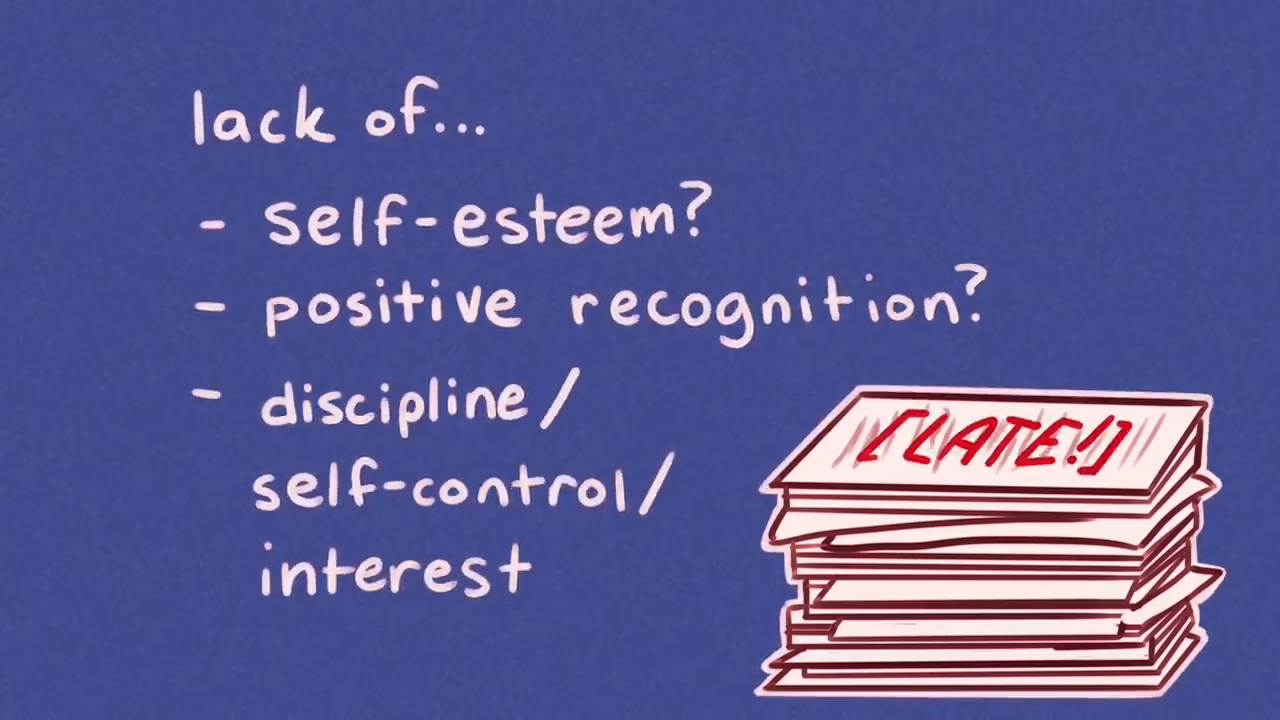 lack of...
- self-esteem?
- positive recognition?
- discipline/
self-control/
interest
[LATE!]